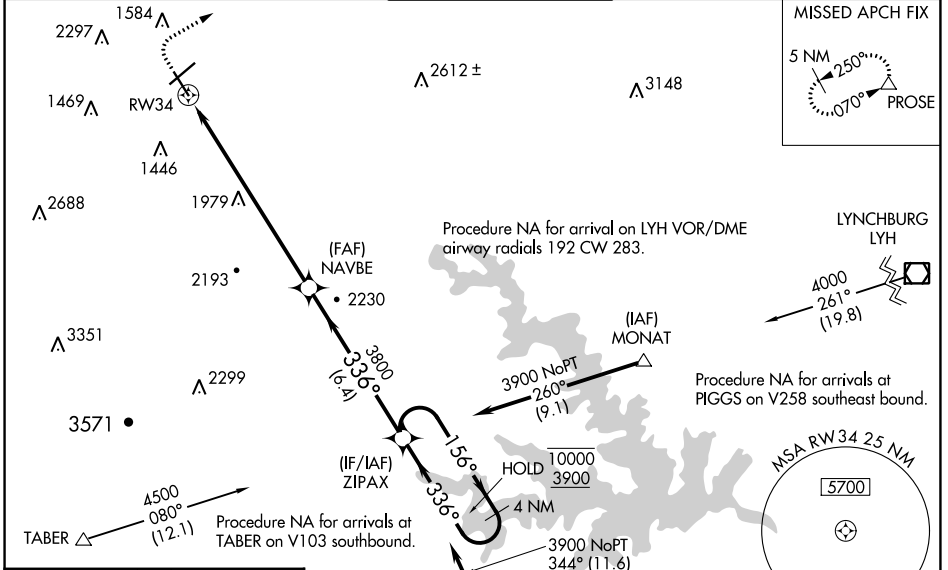 1584
2297
RW34
1469
1446
2612 ±
3148
MISSED APCH FIX
5 NM
250°
070°
PROSE
2688
1979
Procedure NA for arrival on LYH VOR/DME
airway radials 192 CW 283.
LYNCHBURG
LYH
4000
261°
(19.8)
(FAF)
NAVBE
2193
2230
3351
3800
336°
(6.4)
2299
3571
(IAF)
MONAT
3900 NoPT
260°
(9.1)
Procedure NA for arrivals at
PIGGS on V258 southeast bound.
(IF/IAF)
ZIPAX
156°
336°
HOLD
10000
3900
4 NM
MSA RW34 25 NM
5700
4500
080°
(12.1)
TABER
Procedure NA for arrivals at
TABER on V103 southbound.
3900 NoPT
344° (11.6)